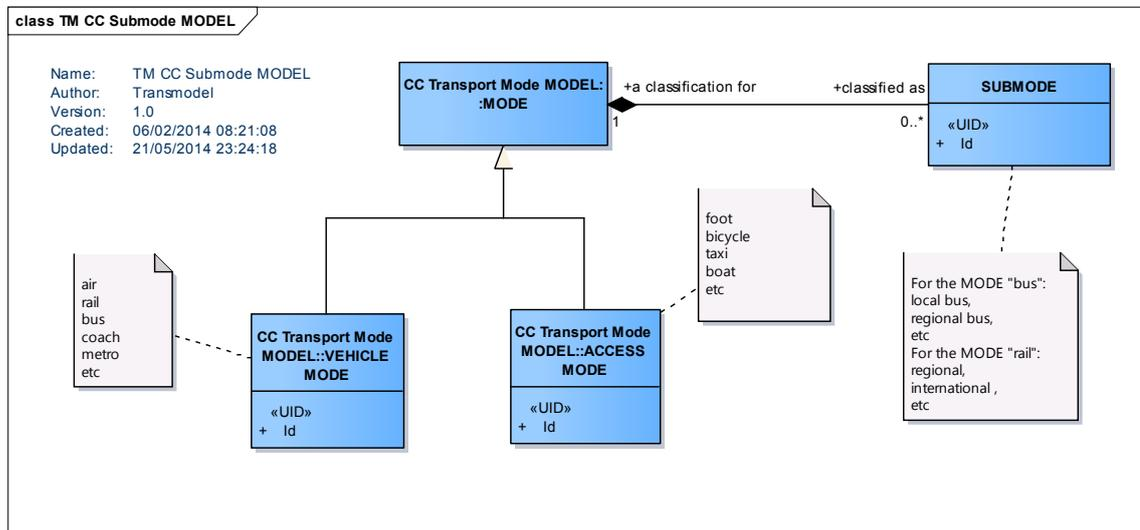 class TM CC Submode MODEL
Name: TM CC Submode MODEL
Author: Transmodel
Version: 1.0
Created: 06/02/2014 08:21:08
Updated: 21/05/2014 23:24:18
CC Transport Mode MODEL:
:MODE
+a classification for
+classified as
1
0..*
SUBMODE
«UID»
+ Id
foot
bicycle
taxi
boat
etc
air
rail
bus
coach
metro
etc
CC Transport Mode
MODEL::VEHICLE
MODE
«UID»
+ Id
CC Transport Mode
MODEL::ACCESS
MODE
«UID»
+ Id
For the MODE "bus":
local bus,
regional bus,
etc
For the MODE "rail":
regional,
international ,
etc